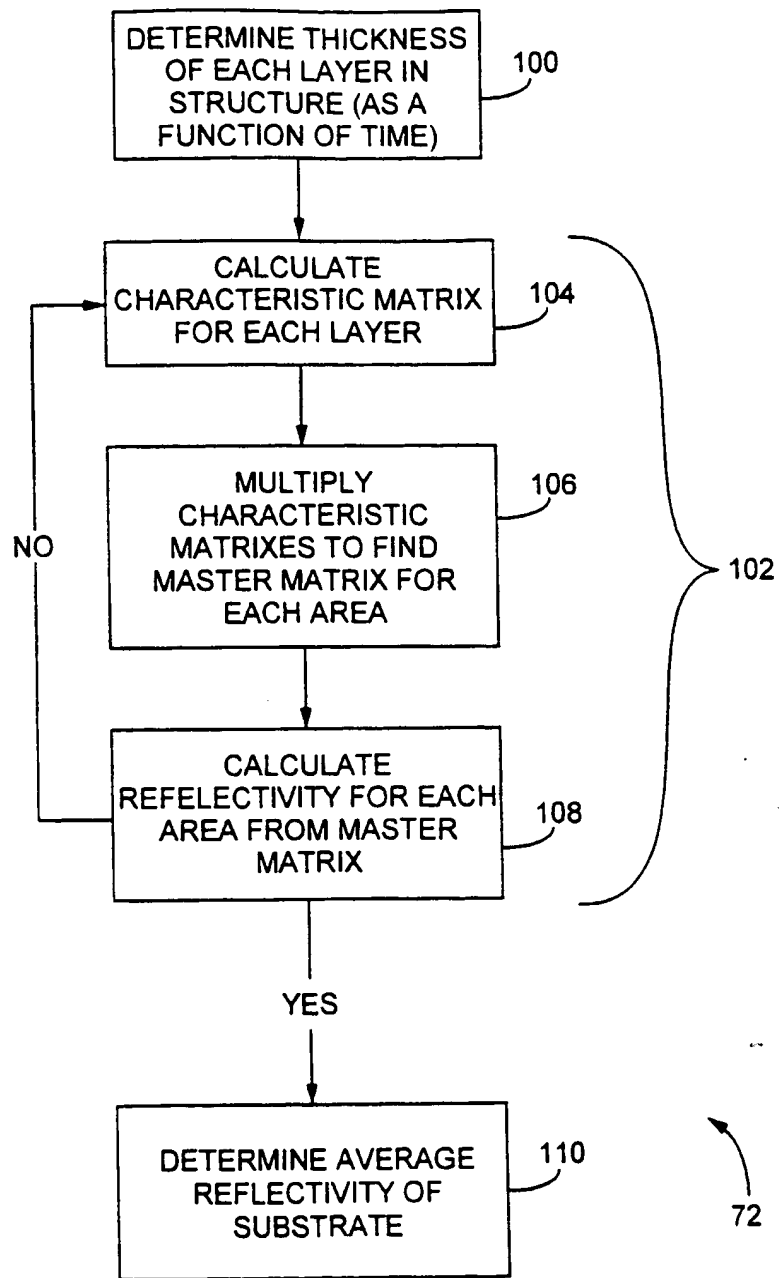 DETERMINE THICKNESS
OF EACH LAYER IN
STRUCTURE (AS A
FUNCTION OF TIME)
100
CALCULATE
CHARACTERISTIC MATRIX
FOR EACH LAYER
104
MULTIPLY
CHARACTERISTIC
MATRIXES TO FIND
MASTER MATRIX FOR
EACH AREA
106
NO
102
CALCULATE
REFELECTIVITY FOR EACH
AREA FROM MASTER
MATRIX
108
YES
DETERMINE AVERAGE
REFLECTIVITY OF
SUBSTRATE
110
72